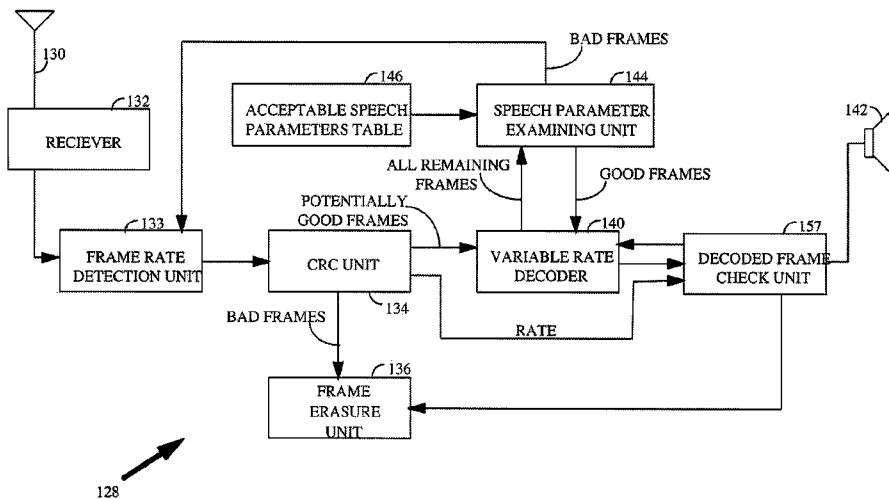 BAD FRAMES
130
146
144
132
142
ACCEPTABLE SPEECH
PARAMETERS TABLE
SPEECH PARAMETER
EXAMINING UNIT
RECIEVER
ALL REMAINING
FRAMES
GOOD FRAMES
POTENTIALLY
GOOD FRAMES
133
140
157
FRAME RATE
DETECTION UNIT
CRC UNIT
VARIABLE RATE
DECODER
DECODED FRAME
CHECK UNIT
134
BAD FRAMES
RATE
136
FRAME
ERASURE
UNIT
128